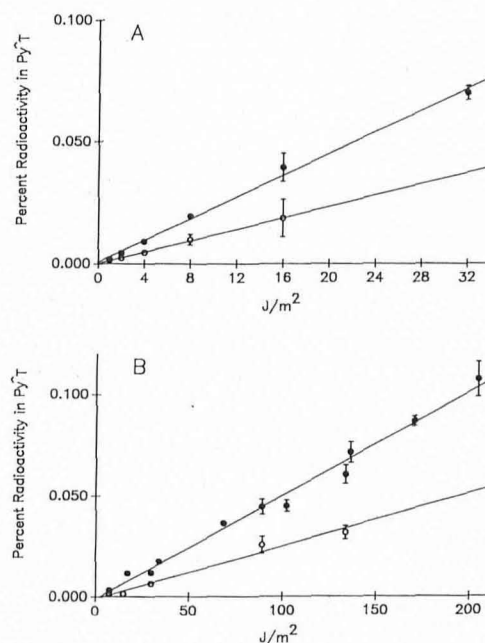 A
Percent Radioactivity in Py^T
0.100
0.050
0.000
0 4 8 12 16 20 24 28 32
J/m²
B
Percent Radioactivity in Py^T
0.100
0.050
0.000
0 50 100 150 200
J/m²